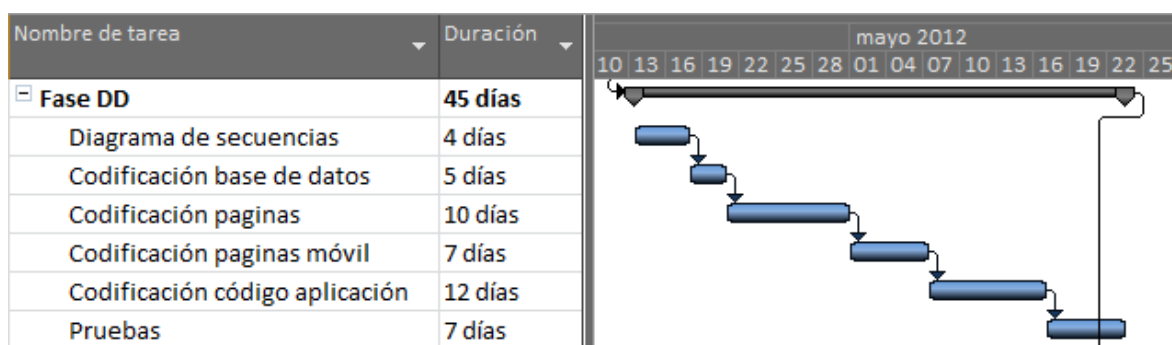 Nombre de tarea Duración
mayo 2012
10 13 16 19 22 25 28 01 04 07 10 13 16 19 22 25
Fase DD 45 días
Diagrama de secuencias 4 días
Codificación base de datos 5 días
Codificación paginas 10 días
Codificación paginas móvil 7 días
Codificación código aplicación 12 días
Pruebas 7 días